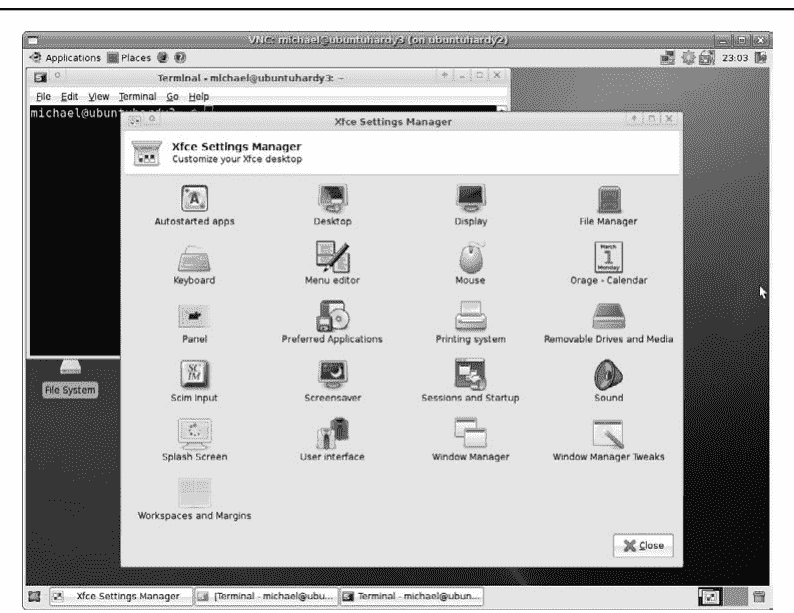 VNC: michael@ubuntuhardy3 (on ubuntuhardy2)
Applications Places 23:03
Terminal - michael@ubuntuhardy3: ~
File Edit View Terminal Go Help
michael@ubun
Xfce Settings Manager
Xfce Settings Manager
Customize your Xfce desktop
Autostarted apps Desktop Display File Manager
Keyboard Menu editor Mouse Orage - Calendar
Panel Preferred Applications Printing system Removable Drives and Media
Scim Input Screensaver Sessions and Startup Sound
Splash Screen User interface Window Manager Window Manager Tweaks
Workspaces and Margins
File System
Close
Xfce Settings Manager [Terminal - michael@ubu... Terminal - michael@ubun...